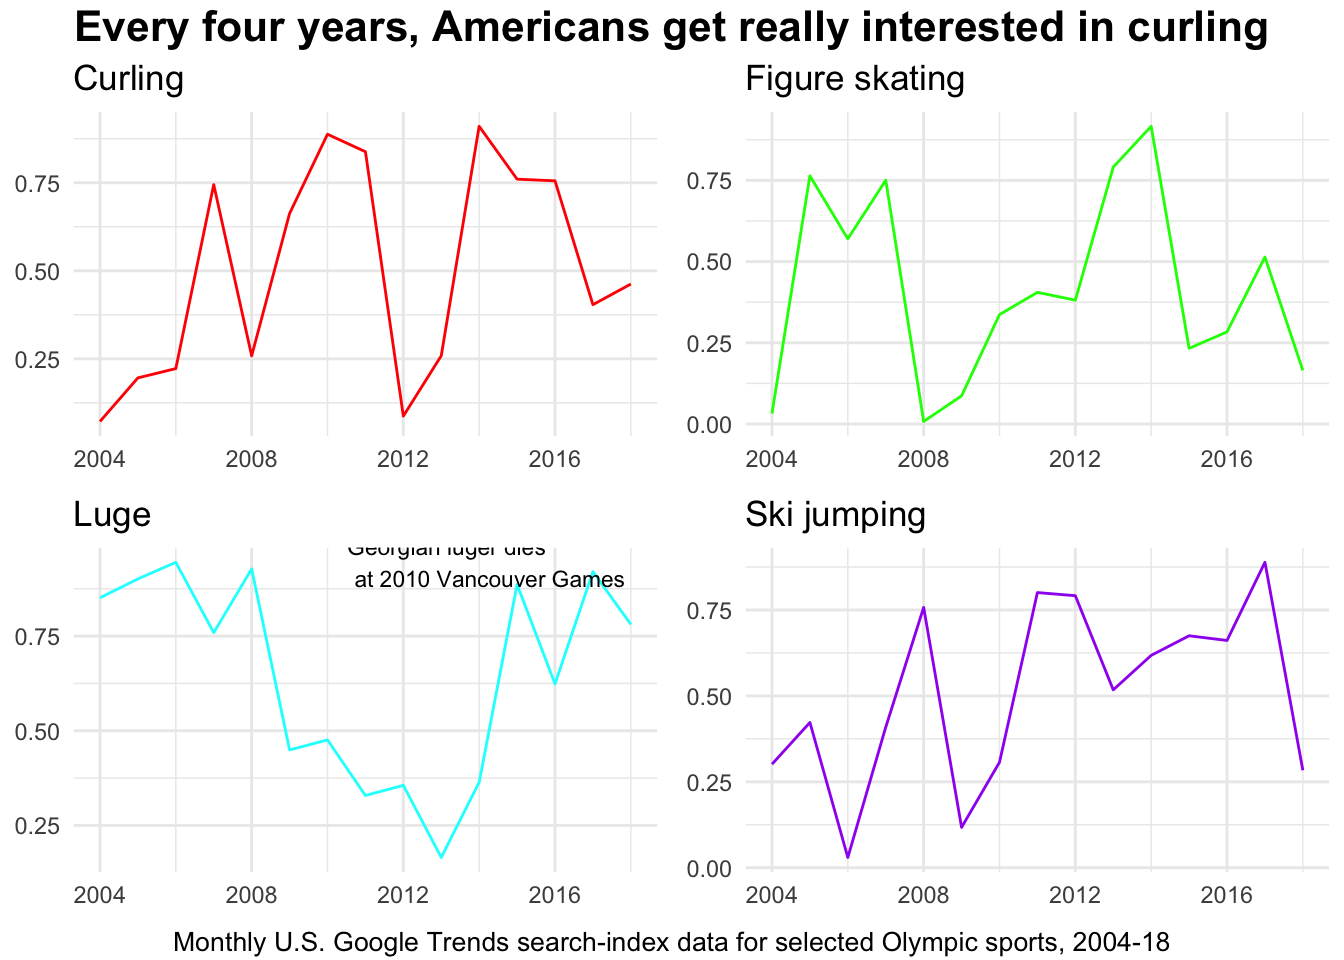 Every four years, Americans get really interested in curling
Curling
0.75
0.50
0.25
2004 2008 2012 2016
Figure skating
0.75
0.50
0.25
0.00
2004 2008 2012 2016
Luge
Georgian luger dies
at 2010 Vancouver Games
0.75
0.50
0.25
2004 2008 2012 2016
Ski jumping
0.75
0.50
0.25
0.00
2004 2008 2012 2016
Monthly U.S. Google Trends search-index data for selected Olympic sports, 2004-18